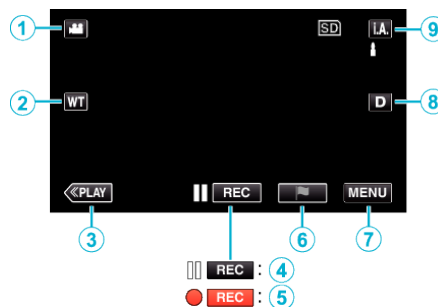 1 SD i.A. 9
2 WT D 8
≪PLAY REC MENU
3 6 7
REC : 4
REC : 5